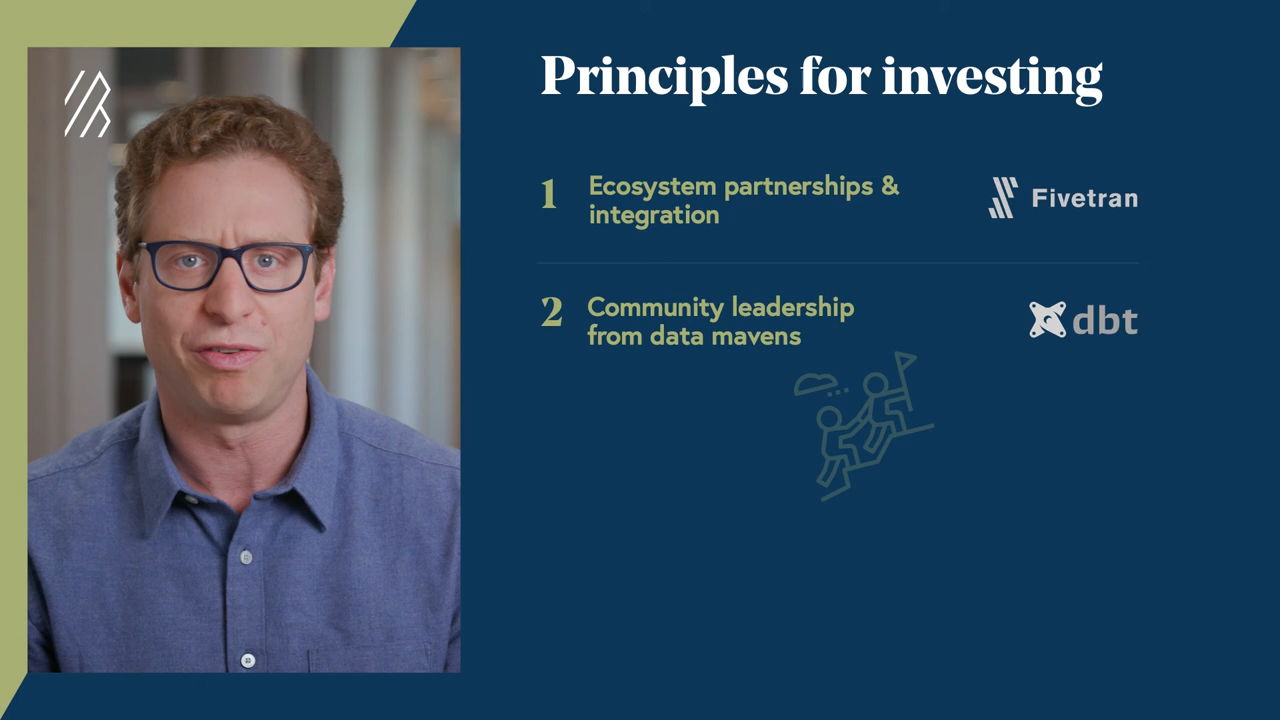 Principles for investing
1
Ecosystem partnerships &
integration
Fivetran
2
Community leadership
from data mavens
dbt